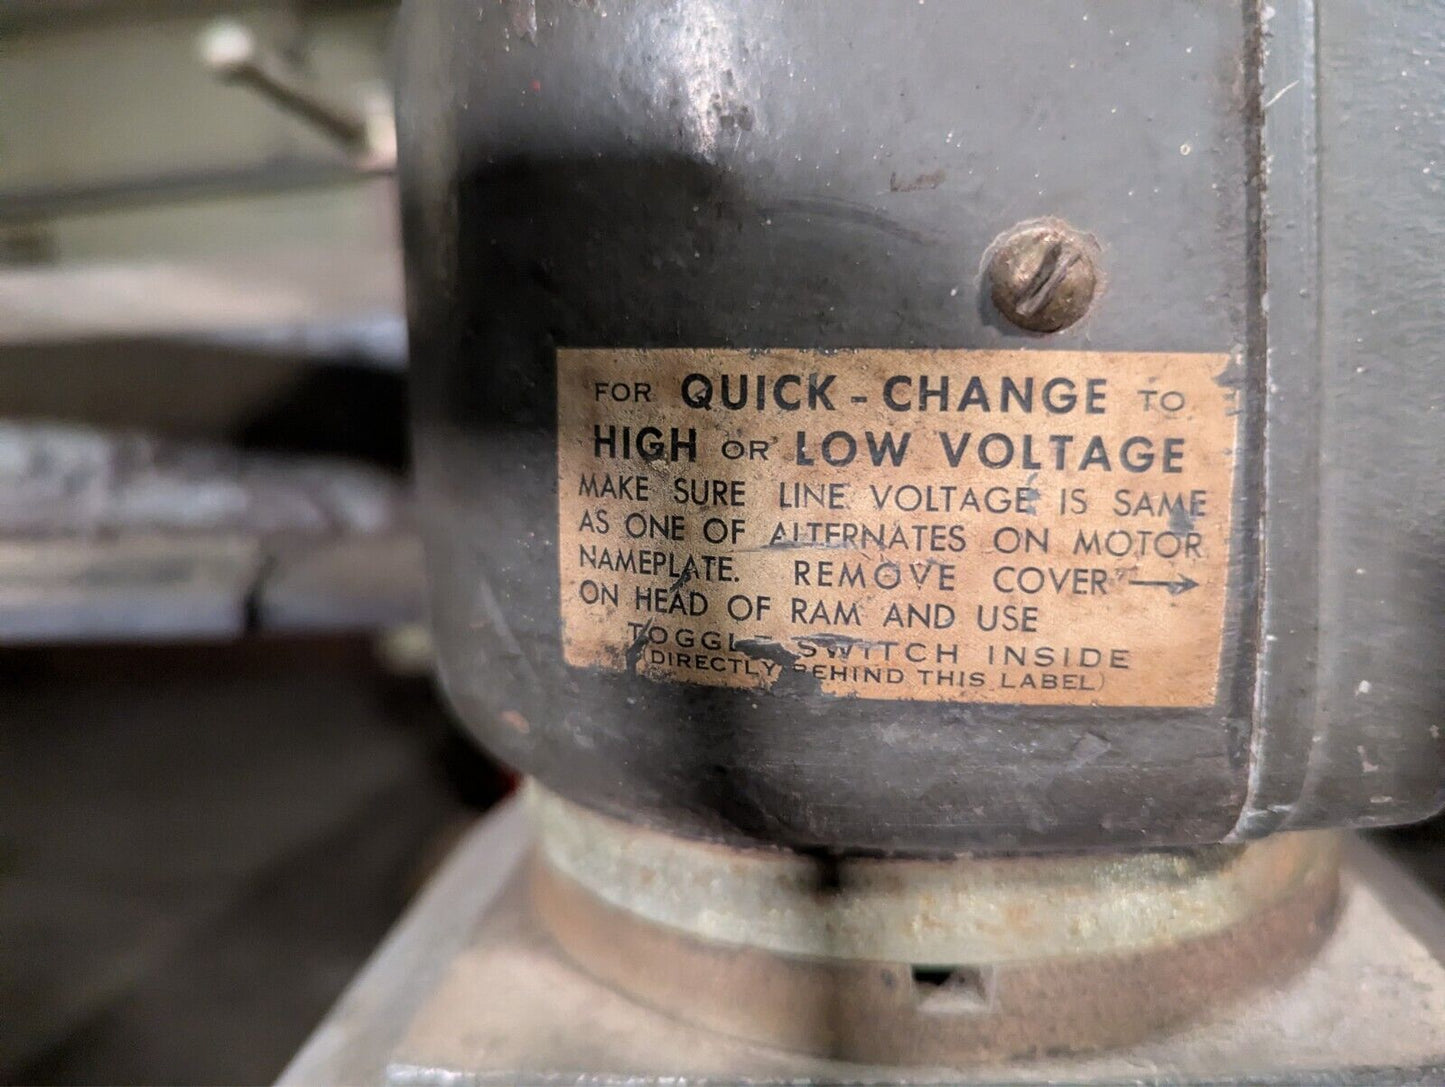 FOR QUICK-CHANGE TO
HIGH OR LOW VOLTAGE
MAKE SURE LINE VOLTAGE IS SAME
AS ONE OF ALTERNATES ON MOTOR
NAMEPLATE. REMOVE COVER →
ON HEAD OF RAM AND USE
TOGGLE SWITCH INSIDE
(DIRECTLY BEHIND THIS LABEL)